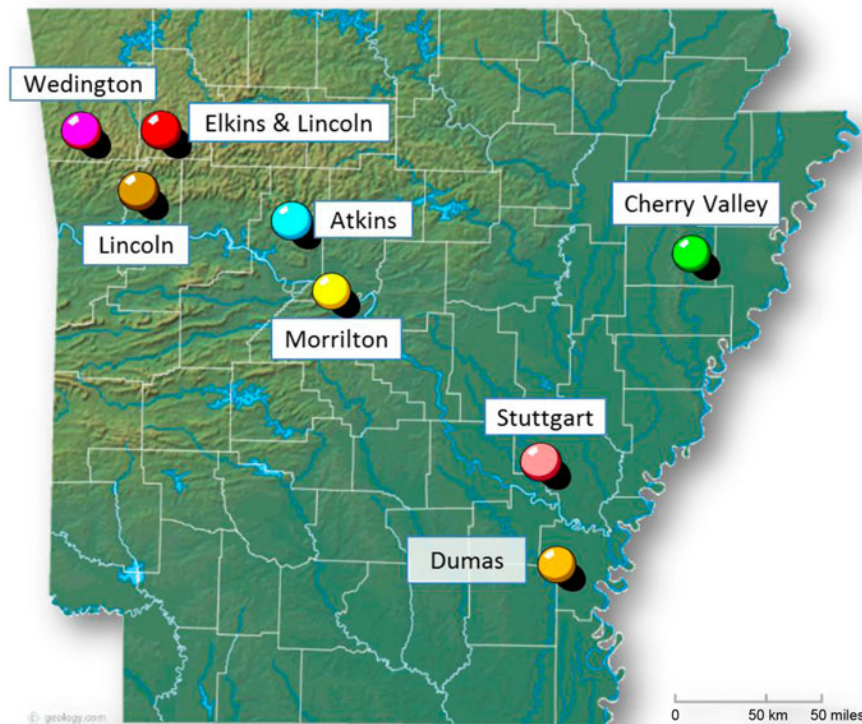 Wedington
Elkins & Lincoln
Cherry Valley
Atkins
Lincoln
Morrilton
Stuttgart
Dumas
© geology.com
0 50 km 50 miles